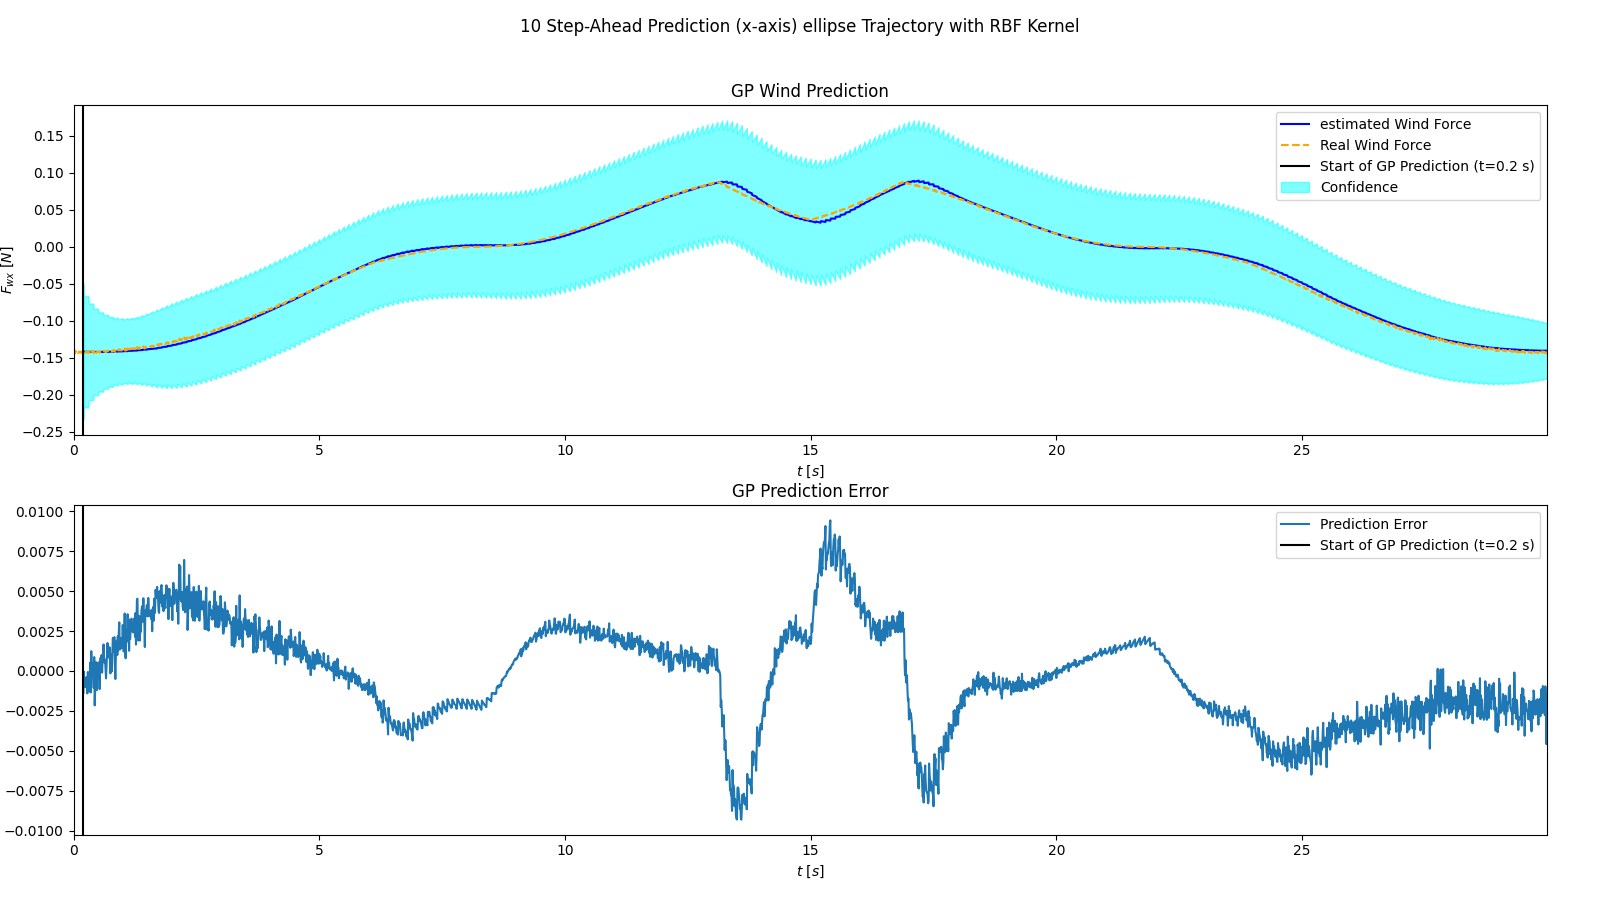 10 Step-Ahead Prediction (x-axis) ellipse Trajectory with RBF Kernel
GP Wind Prediction
estimated Wind Force
Real Wind Force
Start of GP Prediction (t=0.2 s)
Confidence
0.15
0.10
0.05
0.00
−0.05
−0.10
−0.15
−0.20
−0.25
F_wx [N]
0 5 10 15 20 25
t [s]
GP Prediction Error
Prediction Error
Start of GP Prediction (t=0.2 s)
0.0100
0.0075
0.0050
0.0025
0.0000
−0.0025
−0.0050
−0.0075
−0.0100
0 5 10 15 20 25
t [s]